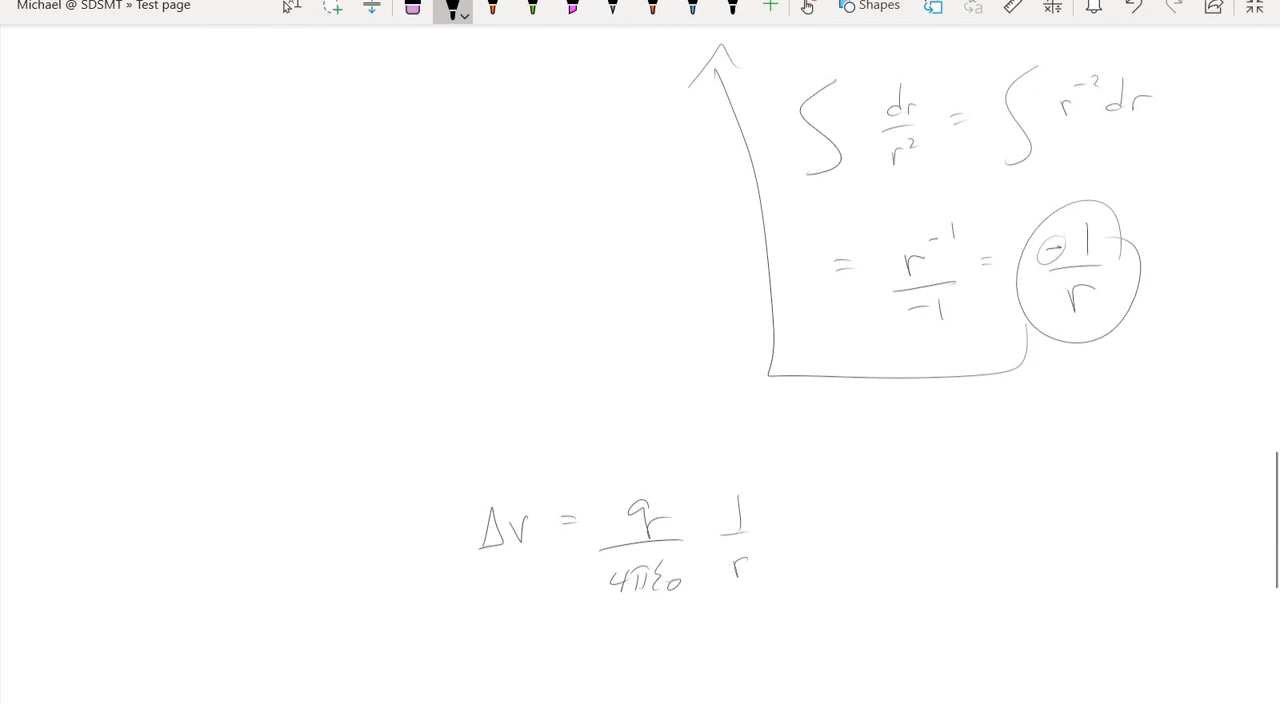 Michael @ SDSMT » Test page
Shapes
∫ dr/r² = ∫ r⁻² dr
= r⁻¹/-1 = -1/r
Δv = q/4πε₀ 1/r